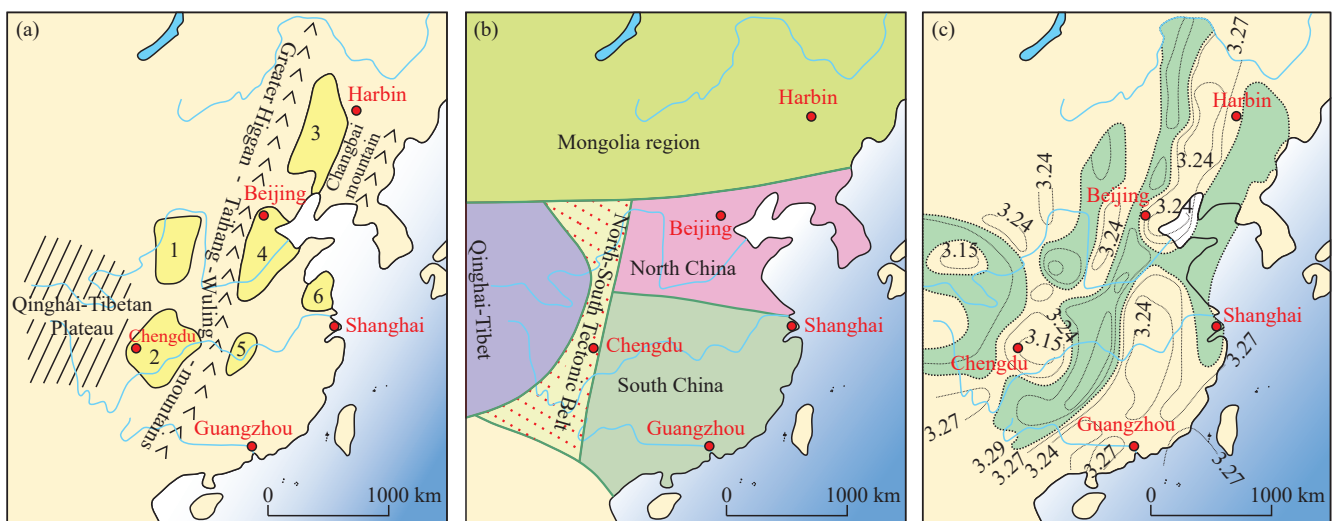 (a)
Greater Higgan - Taihang - Wuling - mountains
Harbin
3
Changbai
mountain
Beijing
1
4
6
Qinghai-Tibetan
Plateau
Chengdu
2
5
Shanghai
Guangzhou
0
1000 km
(b)
Harbin
Mongolia region
Beijing
North China
Qinghai-Tibet
North-South Tectonic Belt
Shanghai
Chengdu
South China
Guangzhou
0
1000 km
(c)
3.27
Harbin
3.24
3.24
Beijing
3.24
3.24
3.24
3.15
3.24
Shanghai
3.24
3.15
3.27
Chengdu
3.27
Guangzhou
3.29
3.27
3.24
3.27
3.27
0
1000 km